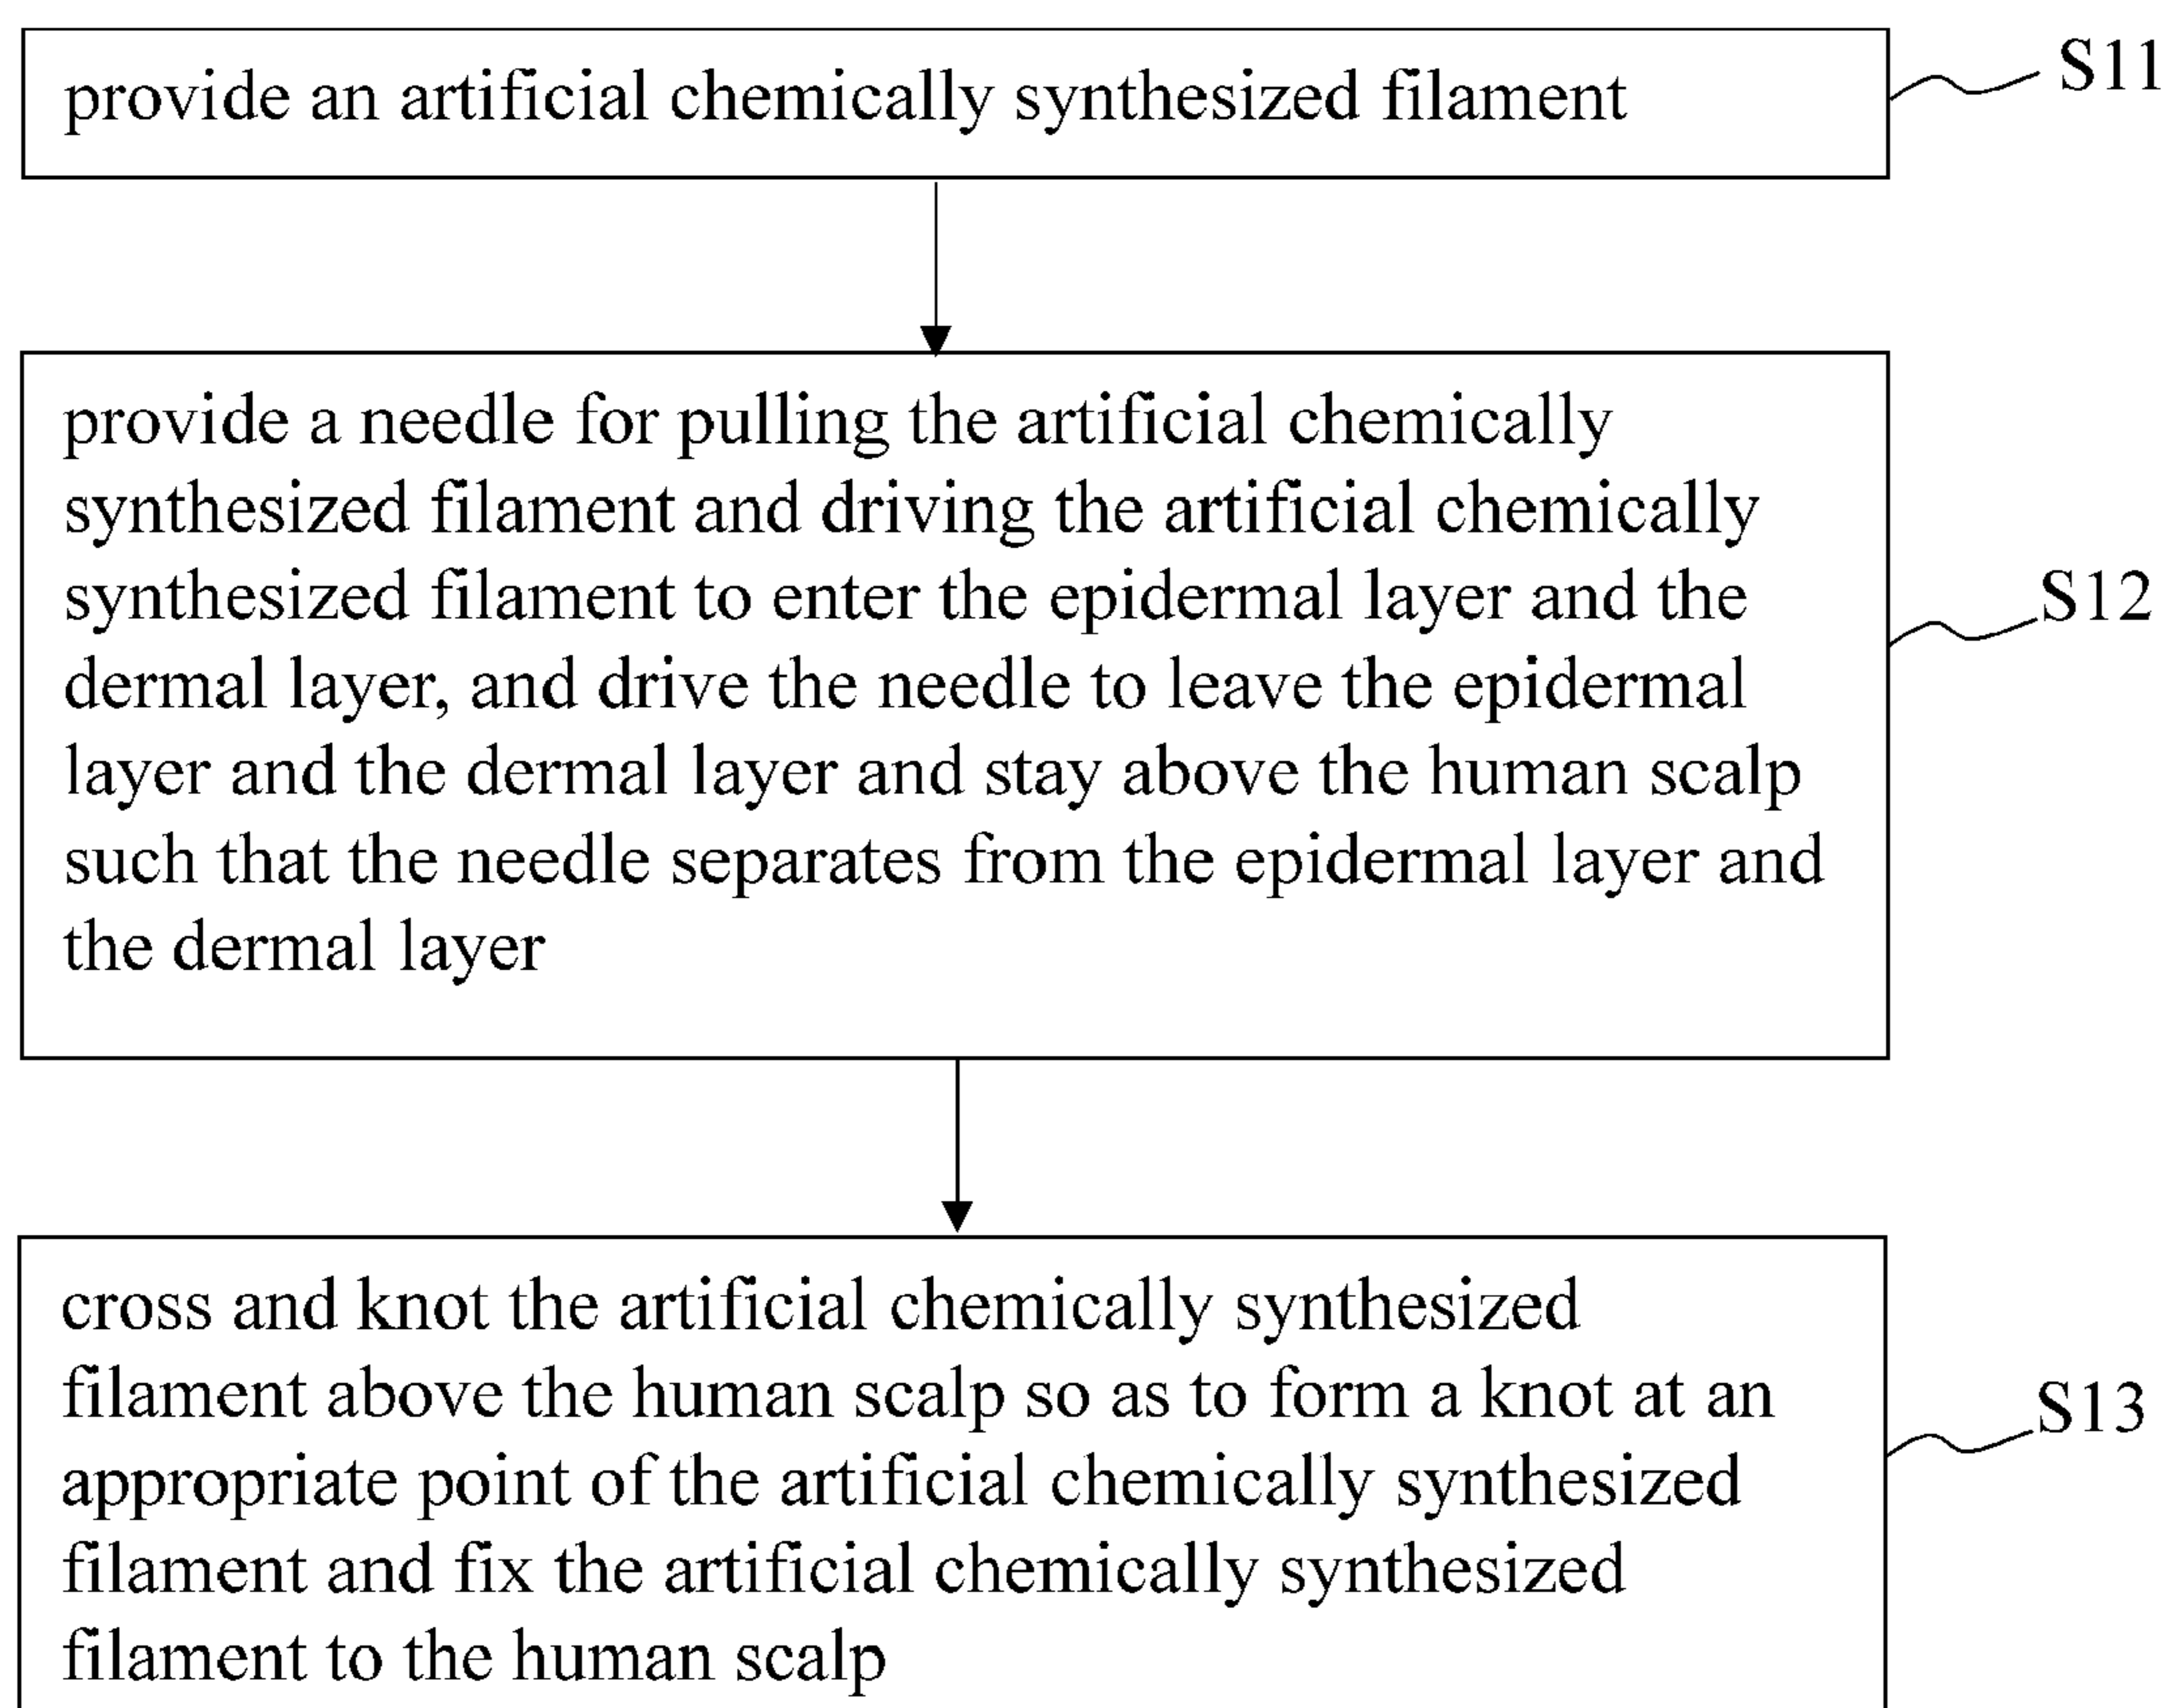 provide an artificial chemically synthesized filament
S11
provide a needle for pulling the artificial chemically
synthesized filament and driving the artificial chemically
synthesized filament to enter the epidermal layer and the
dermal layer, and drive the needle to leave the epidermal
layer and the dermal layer and stay above the human scalp
such that the needle separates from the epidermal layer and
the dermal layer
S12
cross and knot the artificial chemically synthesized
filament above the human scalp so as to form a knot at an
appropriate point of the artificial chemically synthesized
filament and fix the artificial chemically synthesized
filament to the human scalp
S13